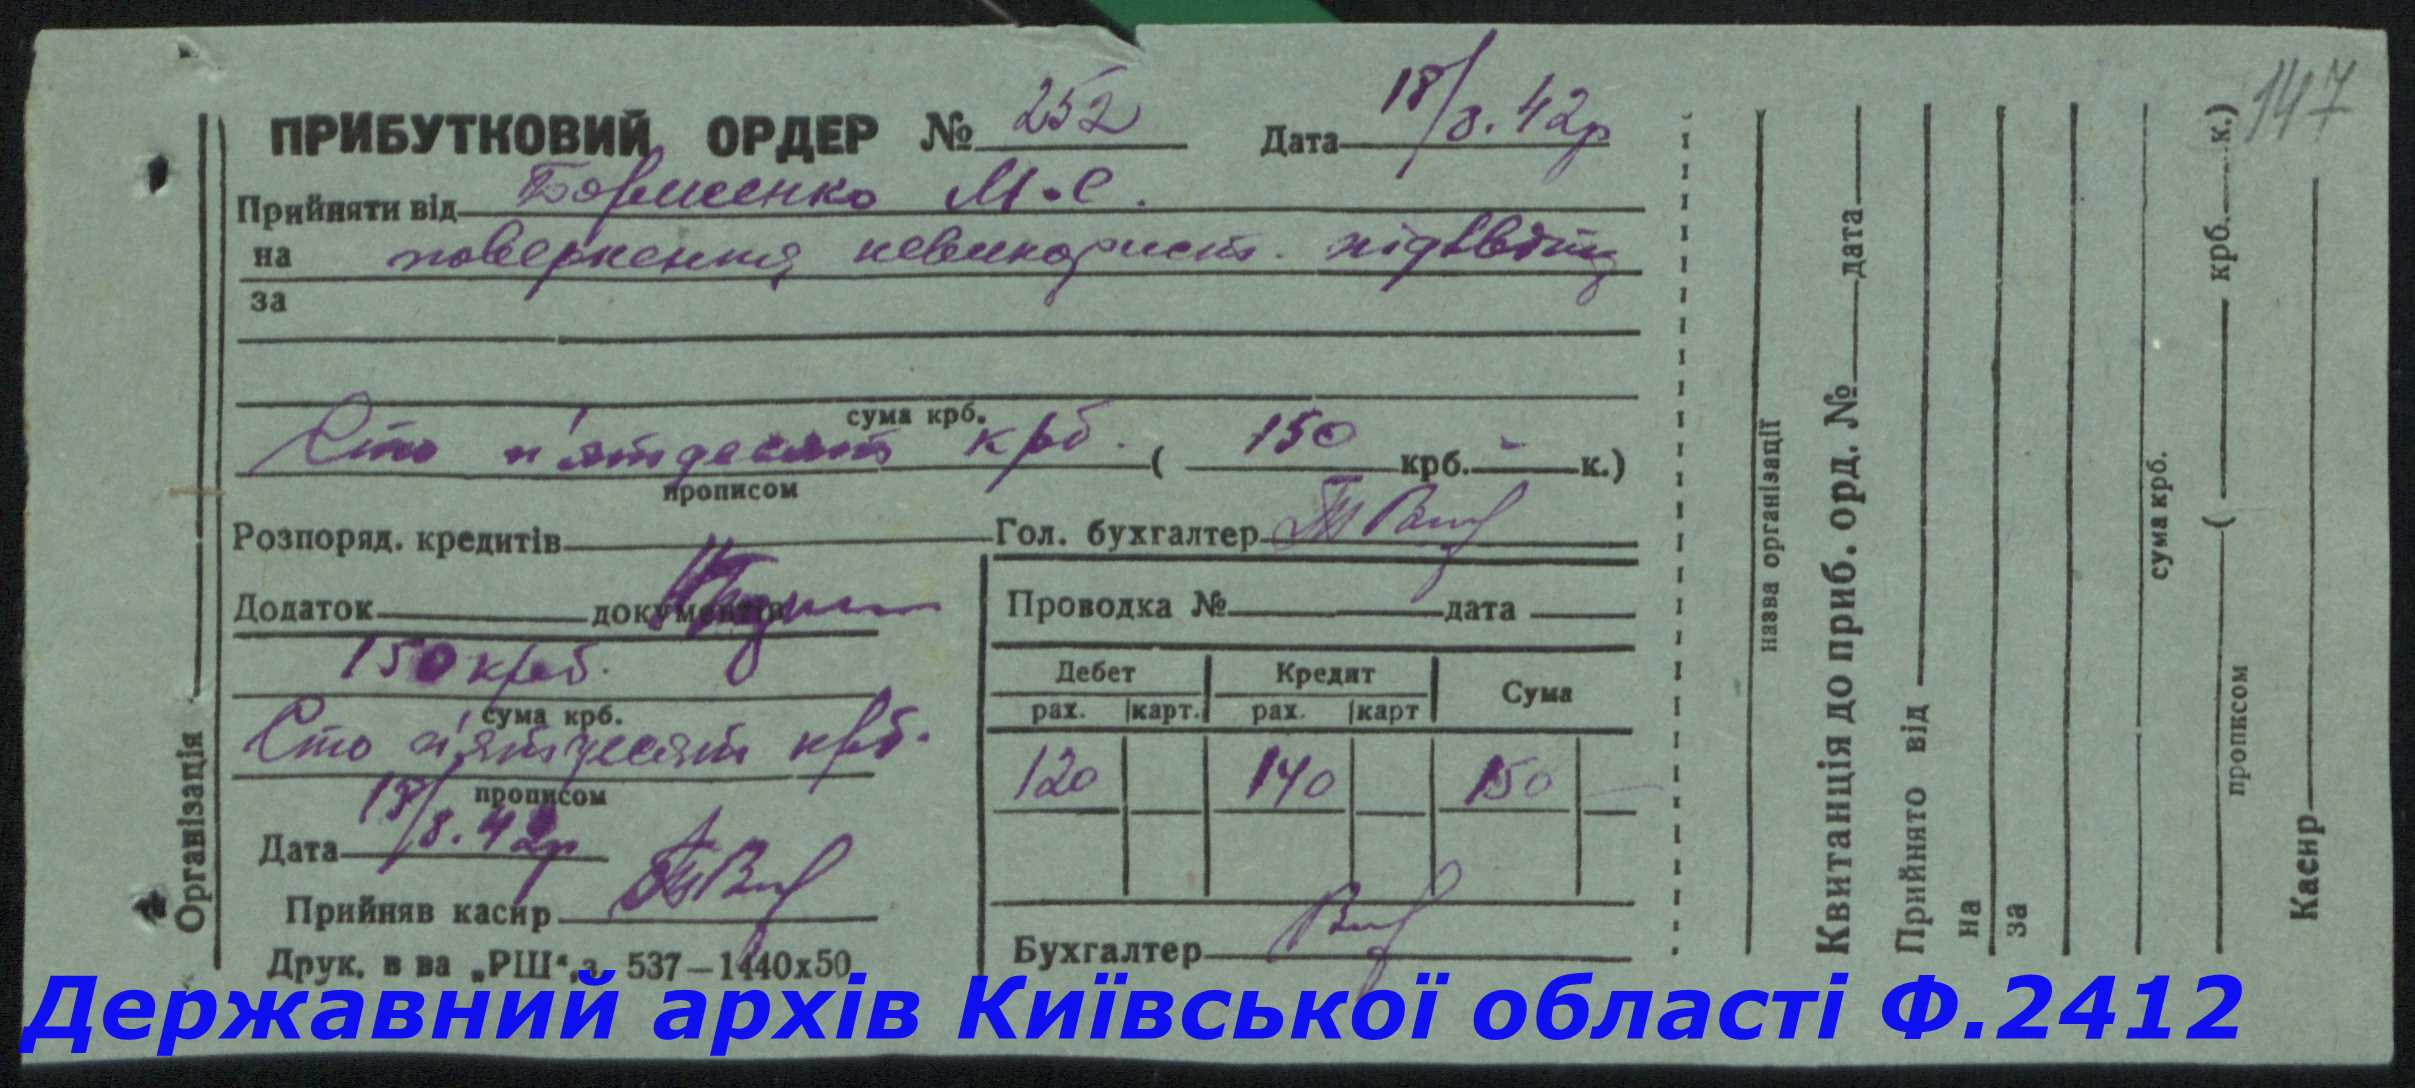 147
ПРИБУТКОВИЙ ОРДЕР № 252 Дата 18/8.42р
Прийняти від М.С.
на повернення невикорист. підзвіту
за
сума крб.
Сто п'ятдесят крб. ( 150 крб. - к.)
прописом
Розпоряд. кредитів Гол. бухгалтер
Додаток документів
Проводка № дата
150 крб.
сума крб.
Сто п'ятдесят крб.
прописом
Дата 18/8.42р
Прийняв касир
Друк. в ва „РШ“,з. 537—1440х50
Дебет Кредит Сума
рах. карт. рах. карт
120 140 150
Бухгалтер
Організація
назва організації
Квитанція до приб. орд. № дата
Прийнято від
на
за
сума крб.
( крб. к.)
прописом
Касир
Державний архів Київської області Ф.2412